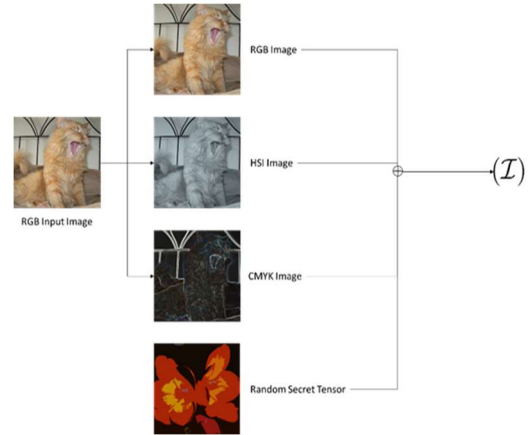 RGB Image
RGB Input Image
HSI Image
(I)
CMYK Image
Random Secret Tensor